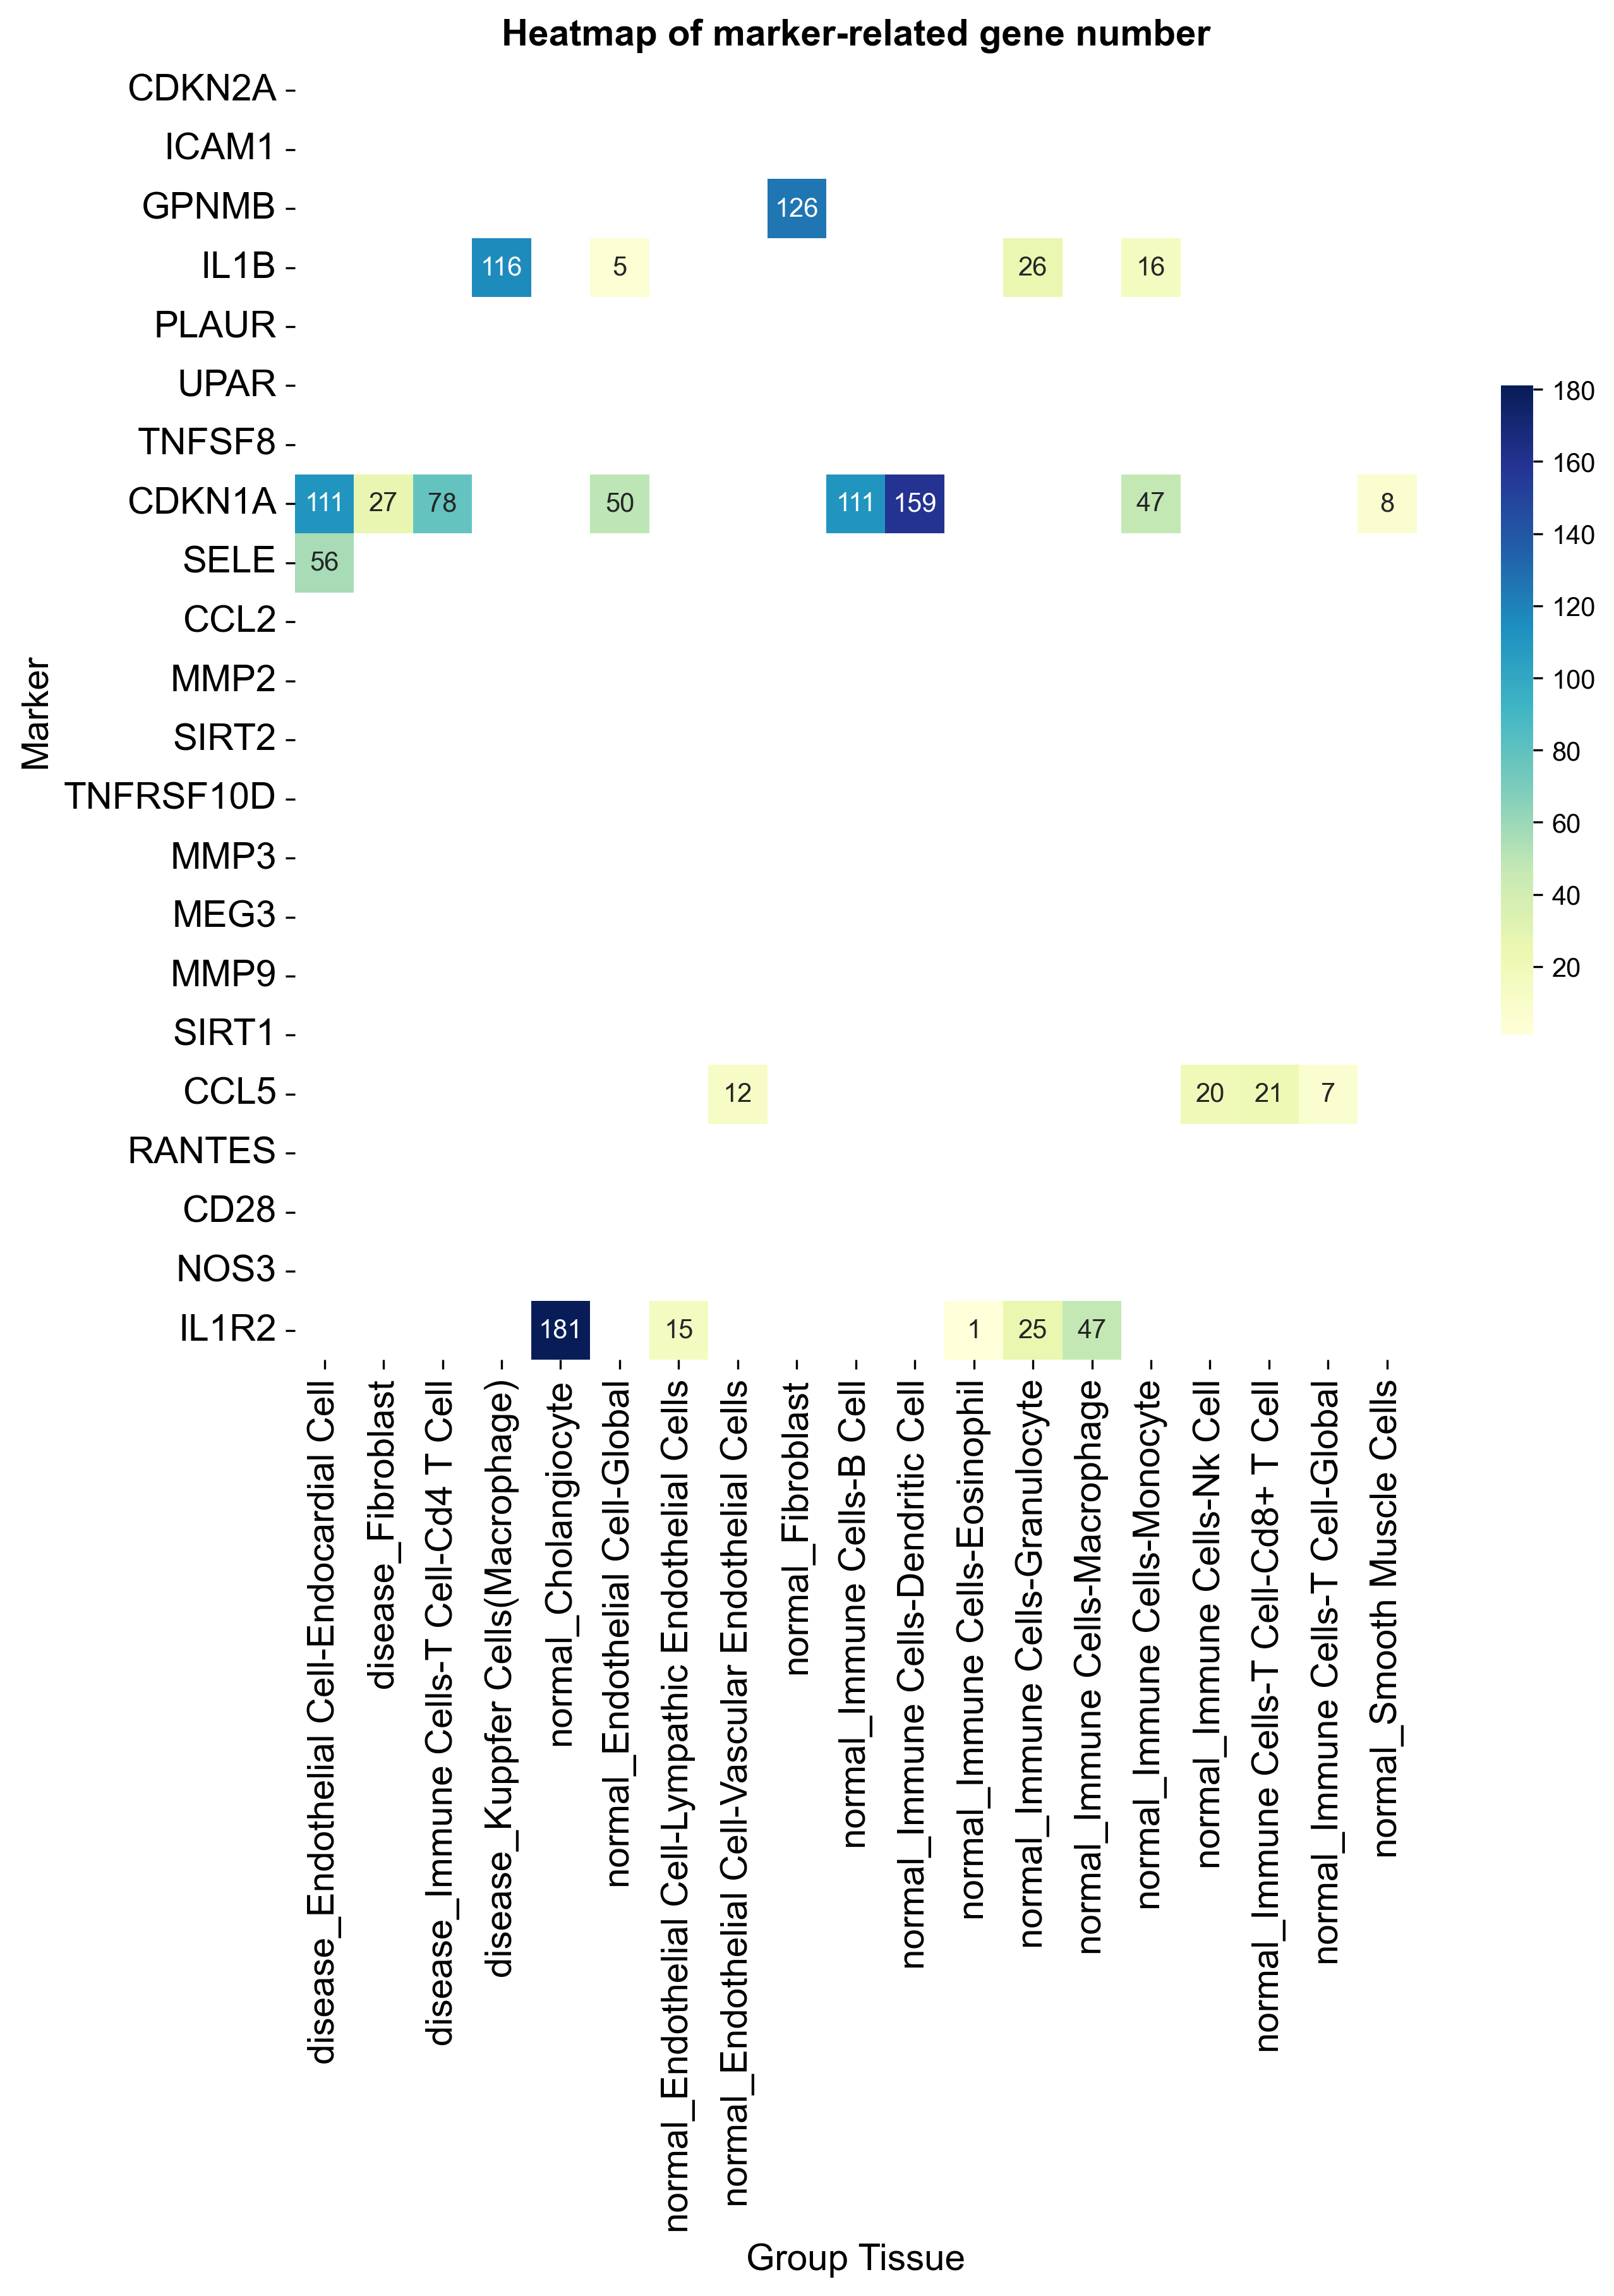 Heatmap of marker-related gene number
CDKN2A
ICAM1
GPNMB
126
IL1B
116
5
26
16
PLAUR
UPAR
TNFSF8
CDKN1A
111
27
78
50
111
159
47
8
SELE
56
CCL2
MMP2
SIRT2
TNFRSF10D
MMP3
MEG3
MMP9
SIRT1
CCL5
12
20
21
7
RANTES
CD28
NOS3
IL1R2
181
15
1
25
47
Marker
180
160
140
120
100
80
60
40
20
disease_Endothelial Cell-Endocardial Cell
disease_Fibroblast
disease_Immune Cells-T Cell-Cd4 T Cell
disease_Kuppfer Cells(Macrophage)
normal_Cholangiocyte
normal_Endothelial Cell-Global
normal_Endothelial Cell-Lympathic Endothelial Cells
normal_Endothelial Cell-Vascular Endothelial Cells
normal_Fibroblast
normal_Immune Cells-B Cell
normal_Immune Cells-Dendritic Cell
normal_Immune Cells-Eosinophil
normal_Immune Cells-Granulocyte
normal_Immune Cells-Macrophage
normal_Immune Cells-Monocyte
normal_Immune Cells-Nk Cell
normal_Immune Cells-T Cell-Cd8+ T Cell
normal_Immune Cells-T Cell-Global
normal_Smooth Muscle Cells
Group Tissue